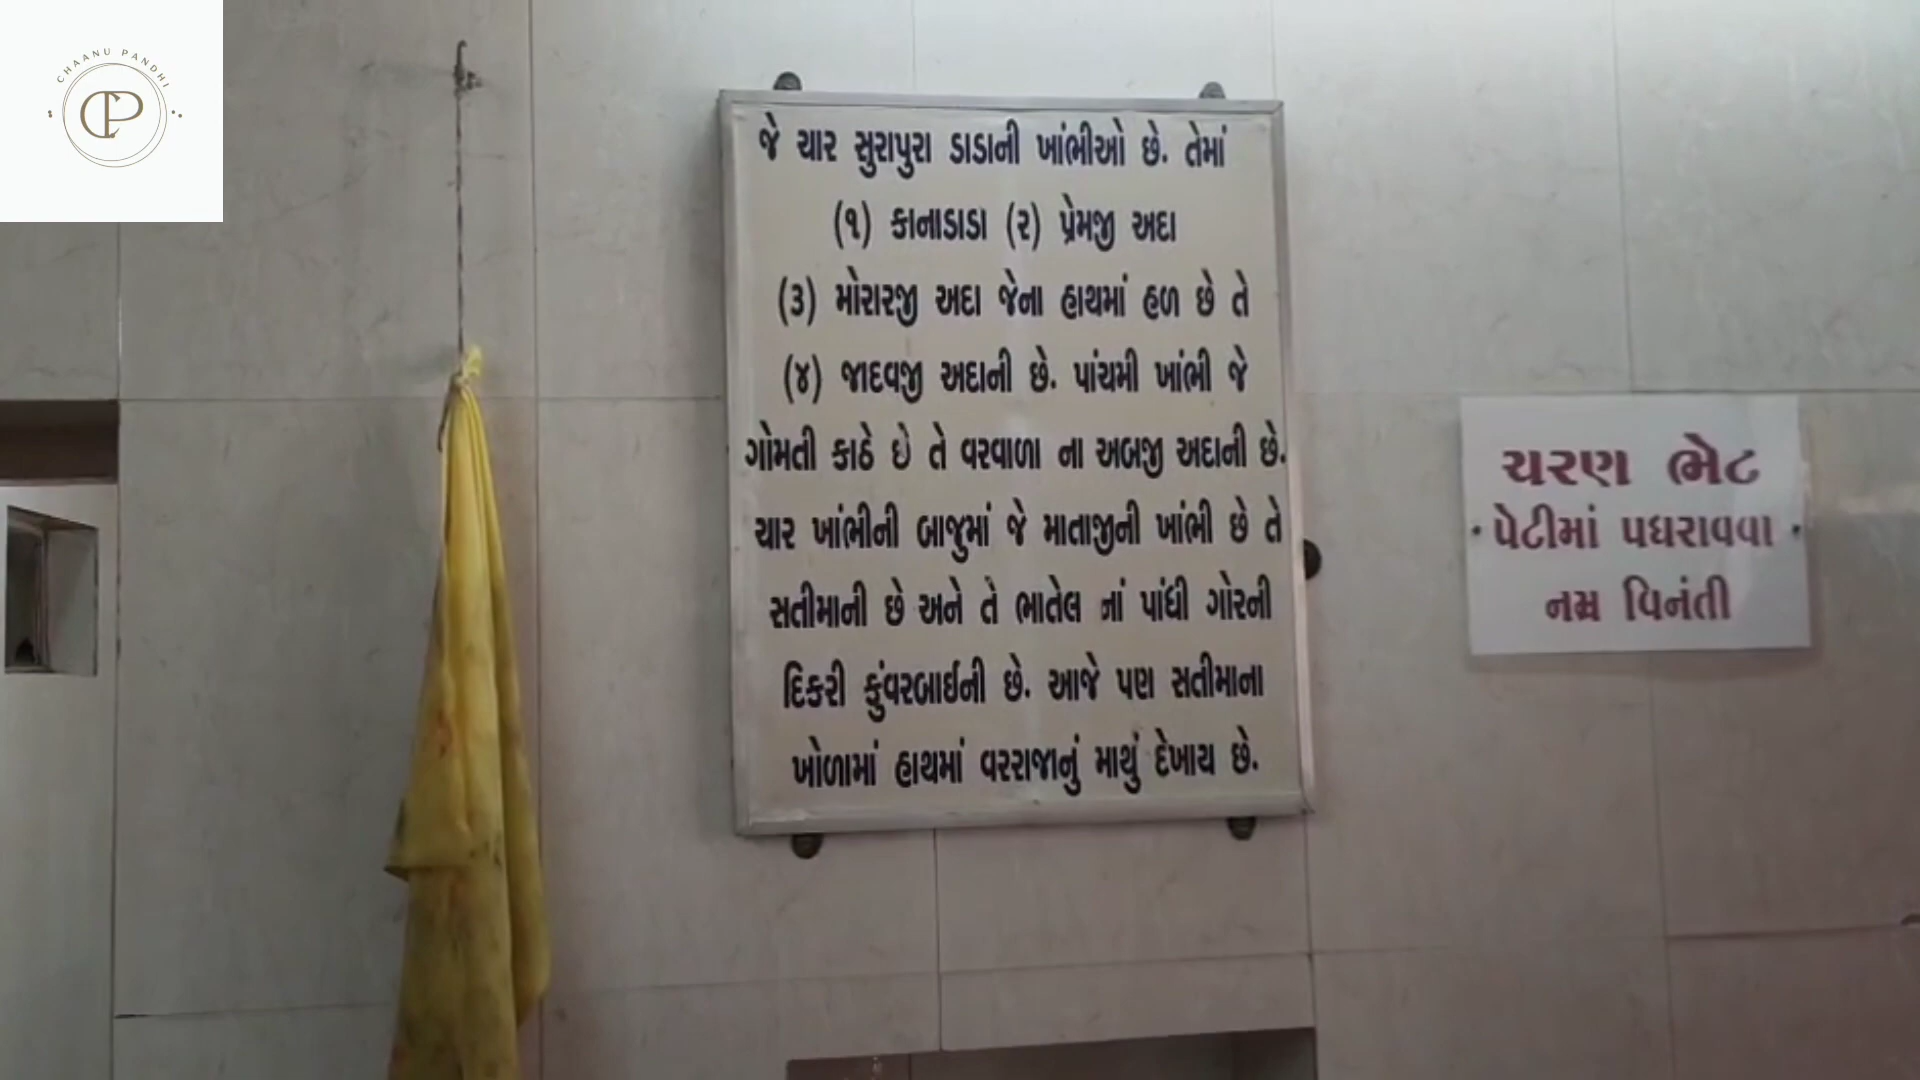 CHAANU PANDHI
CP
જે ચાર સુરાપુરા ડાડાની ખાંભીઓ છે. તેમાં
(૧) કાનાડાડા (૨) પ્રેમજી અદા
(૩) મોરારજી અદા જેના હાથમાં હળ છે તે
(૪) જાદવજી અદાની છે. પાંચમી ખાંભી જે
ગોમતી કાઠે છે તે વરવાળા ના અબજી અદાની છે.
ચાર ખાંભીની બાજુમાં જે માતાજીની ખાંભી છે તે
સતીમાની છે અને તે ભાતેલ નાં પાંધી ગોરની
દિકરી કુંવરબાઈની છે. આજે પણ સતીમાના
ખોળામાં હાથમાં વરરાજાનું માથું દેખાય છે.
ચરણ ભેટ
પેટીમાં પધરાવવા
નમ્ર વિનંતી